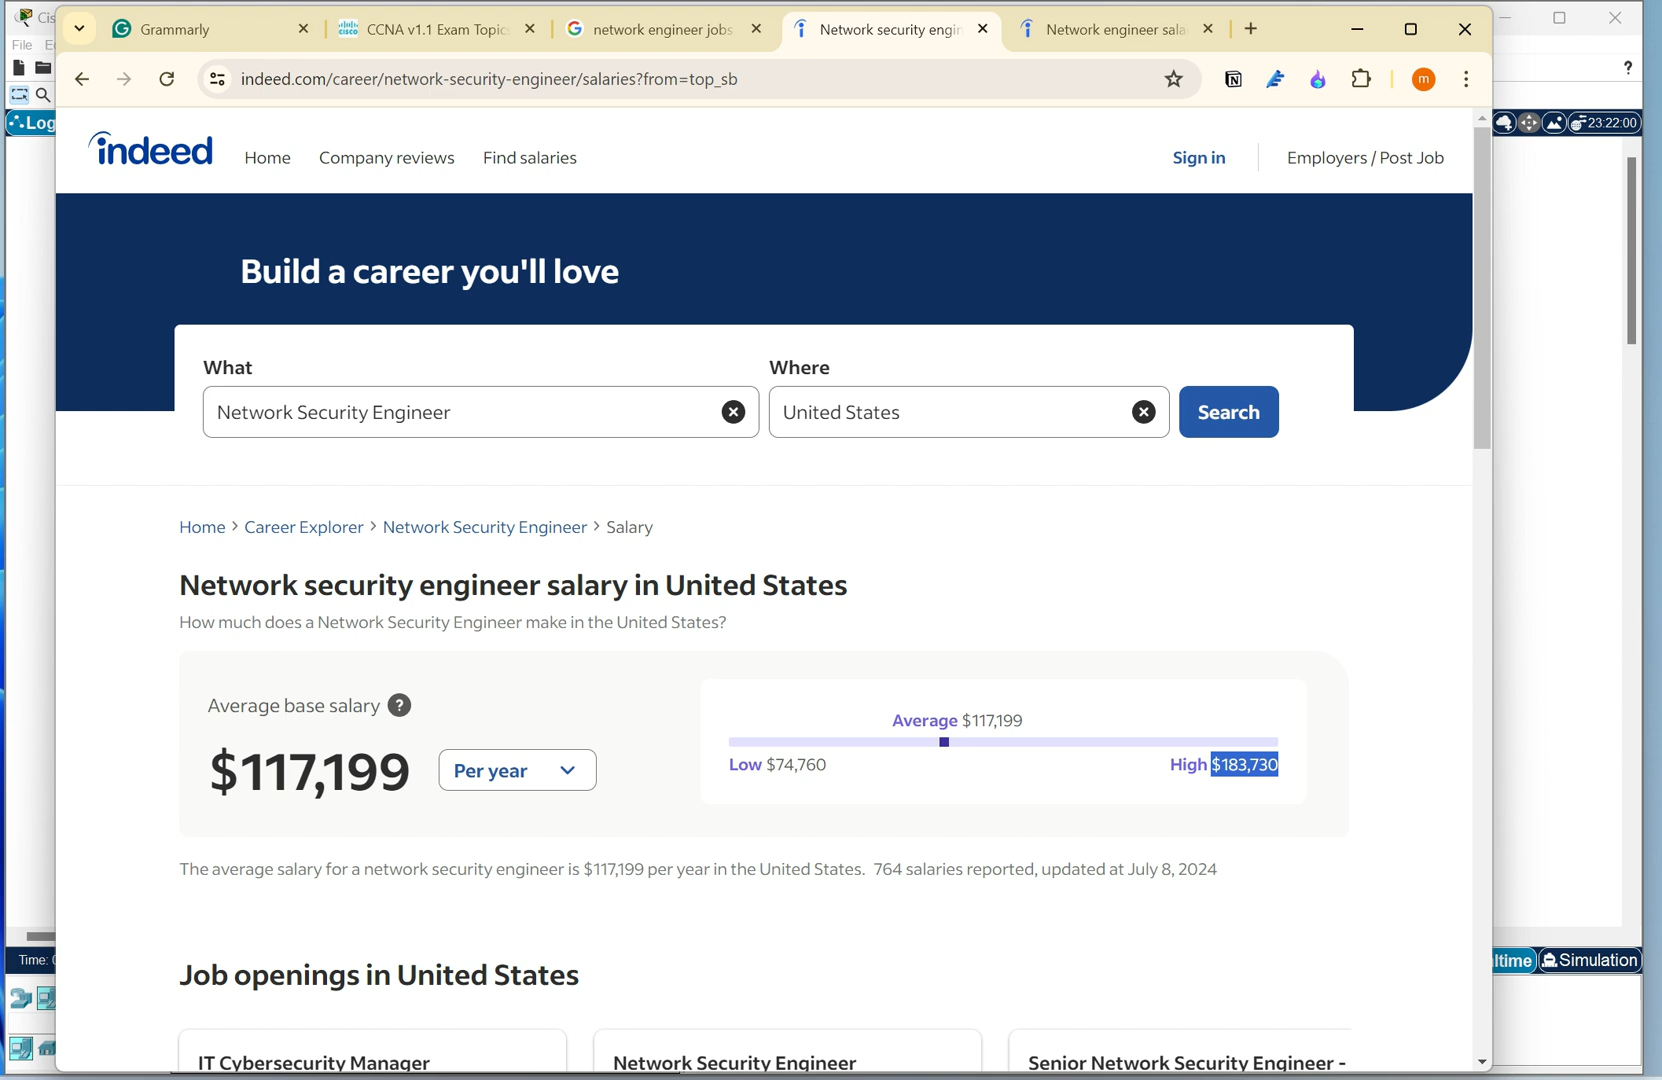 Cis
Grammarly
CCNA v1.1 Exam Topics
network engineer jobs
Network security engin
Network engineer sala
File
indeed.com/career/network-security-engineer/salaries?from=top_sb
m
?
Log
23:22:00
indeed
Home
Company reviews
Find salaries
Sign in
Employers / Post Job
Build a career you'll love
What
Where
Network Security Engineer
United States
Search
Home > Career Explorer > Network Security Engineer > Salary
Network security engineer salary in United States
How much does a Network Security Engineer make in the United States?
Average base salary ?
$117,199
Per year
Average $117,199
Low $74,760
High $183,730
The average salary for a network security engineer is $117,199 per year in the United States. 764 salaries reported, updated at July 8, 2024
Time:
ltime
Simulation
Job openings in United States
IT Cybersecurity Manager
Network Security Engineer
Senior Network Security Engineer -